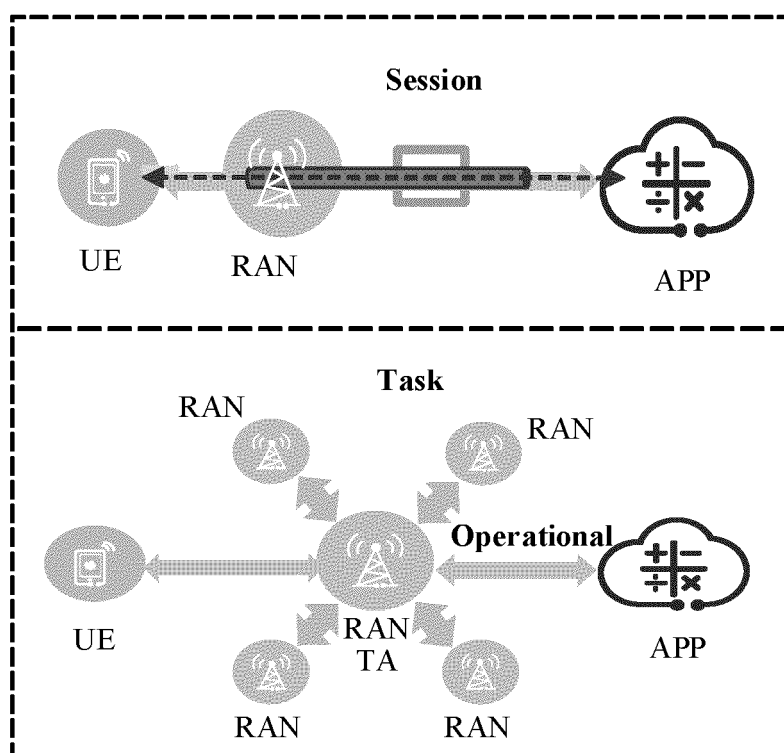 Session
UE
RAN
APP
Task
RAN
RAN
Operational
UE
RAN
TA
APP
RAN
RAN